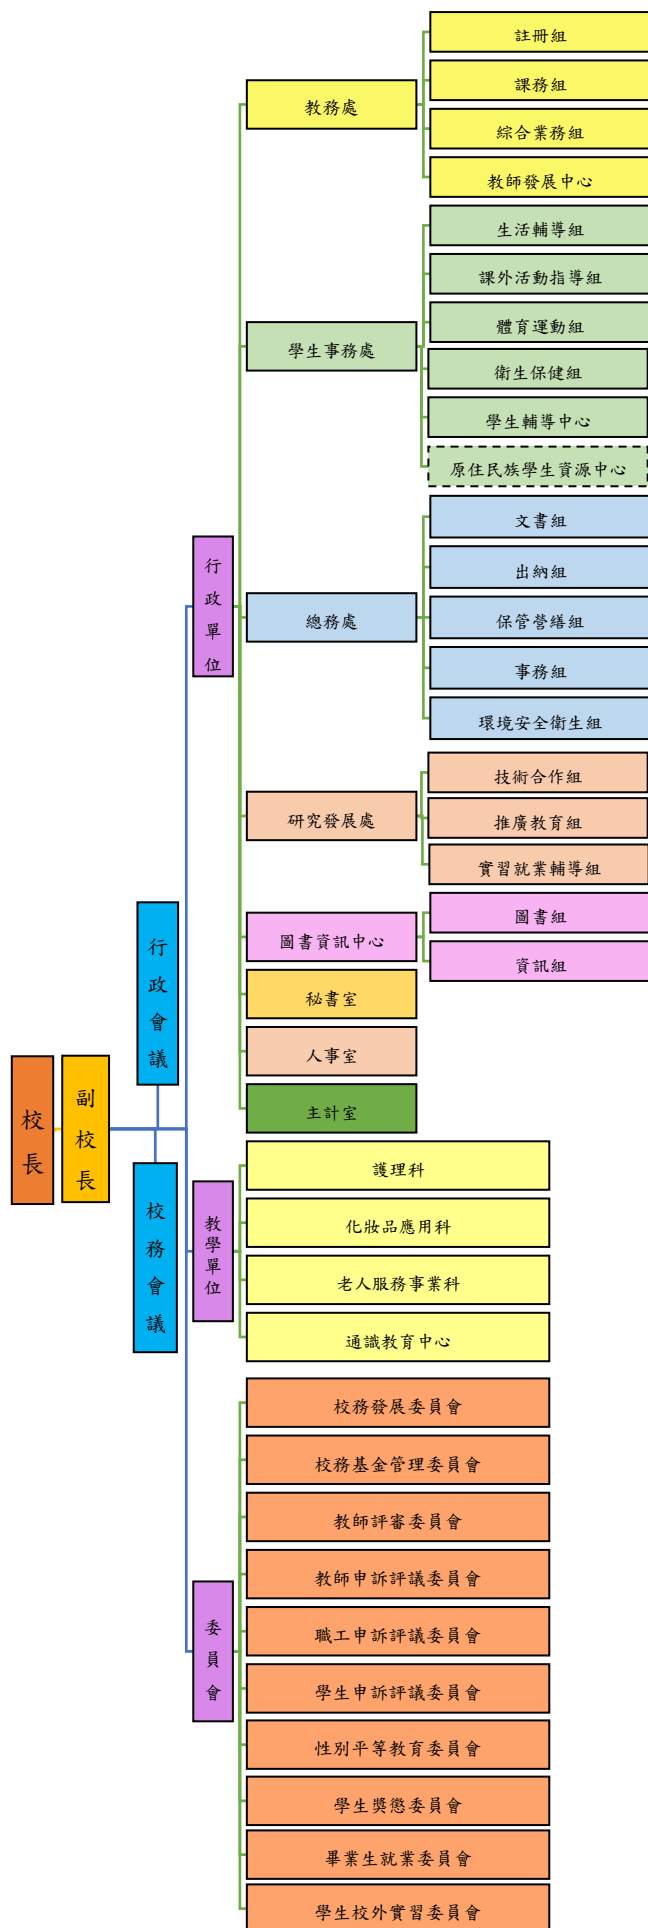 校長
副校長
行政會議
校務會議
行政單位
教務處
註冊組
課務組
綜合業務組
教師發展中心
學生事務處
生活輔導組
課外活動指導組
體育運動組
衛生保健組
學生輔導中心
原住民族學生資源中心
總務處
文書組
出納組
保管營繕組
事務組
環境安全衛生組
研究發展處
技術合作組
推廣教育組
實習就業輔導組
圖書資訊中心
圖書組
資訊組
秘書室
人事室
主計室
教學單位
護理科
化妝品應用科
老人服務事業科
通識教育中心
委員會
校務發展委員會
校務基金管理委員會
教師評審委員會
教師申訴評議委員會
職工申訴評議委員會
學生申訴評議委員會
性別平等教育委員會
學生獎懲委員會
畢業生就業委員會
學生校外實習委員會